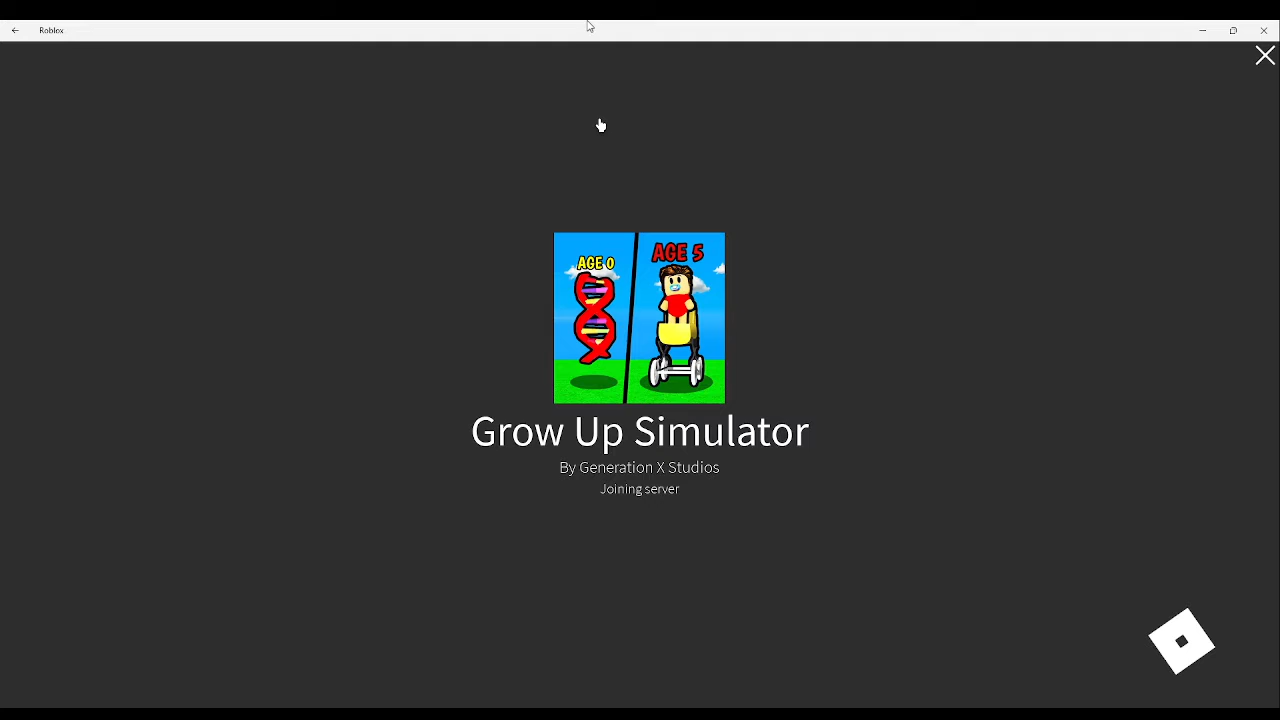 Roblox
AGE 0
AGE 5
Grow Up Simulator
By Generation X Studios
Joining server